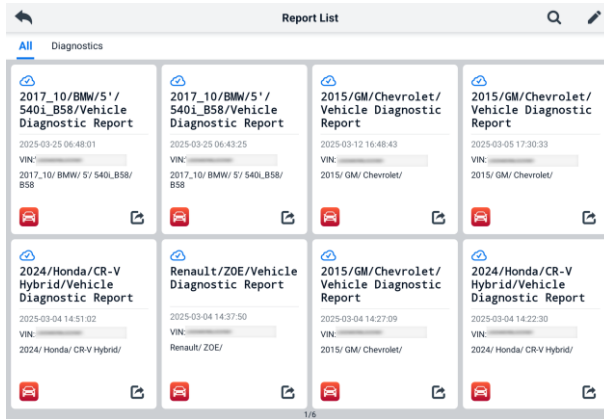 Report List
All Diagnostics
2017_10/BMW/5'/
540i_B58/Vehicle
Diagnostic Report
2025-03-25 06:48:01
VIN:
2017_10/ BMW/ 5'/ 540i_B58/
B58
2017_10/BMW/5'/
540i_B58/Vehicle
Diagnostic Report
2025-03-25 06:43:25
VIN:
2017_10/ BMW/ 5'/ 540i_B58/
B58
2015/GM/Chevrolet/
Vehicle Diagnostic
Report
2025-03-12 16:48:43
VIN:
2015/ GM/ Chevrolet/
2015/GM/Chevrolet/
Vehicle Diagnostic
Report
2025-03-05 17:30:33
VIN:
2015/ GM/ Chevrolet/
2024/Honda/CR-V
Hybrid/Vehicle
Diagnostic Report
2025-03-04 14:51:02
VIN:
2024/ Honda/ CR-V Hybrid/
Renault/ZOE/Vehicle
Diagnostic Report
2025-03-04 14:37:50
VIN:
Renault/ ZOE/
2015/GM/Chevrolet/
Vehicle Diagnostic
Report
2025-03-04 14:27:09
VIN:
2015/ GM/ Chevrolet/
2024/Honda/CR-V
Hybrid/Vehicle
Diagnostic Report
2025-03-04 14:22:30
VIN:
2024/ Honda/ CR-V Hybrid/
1/6